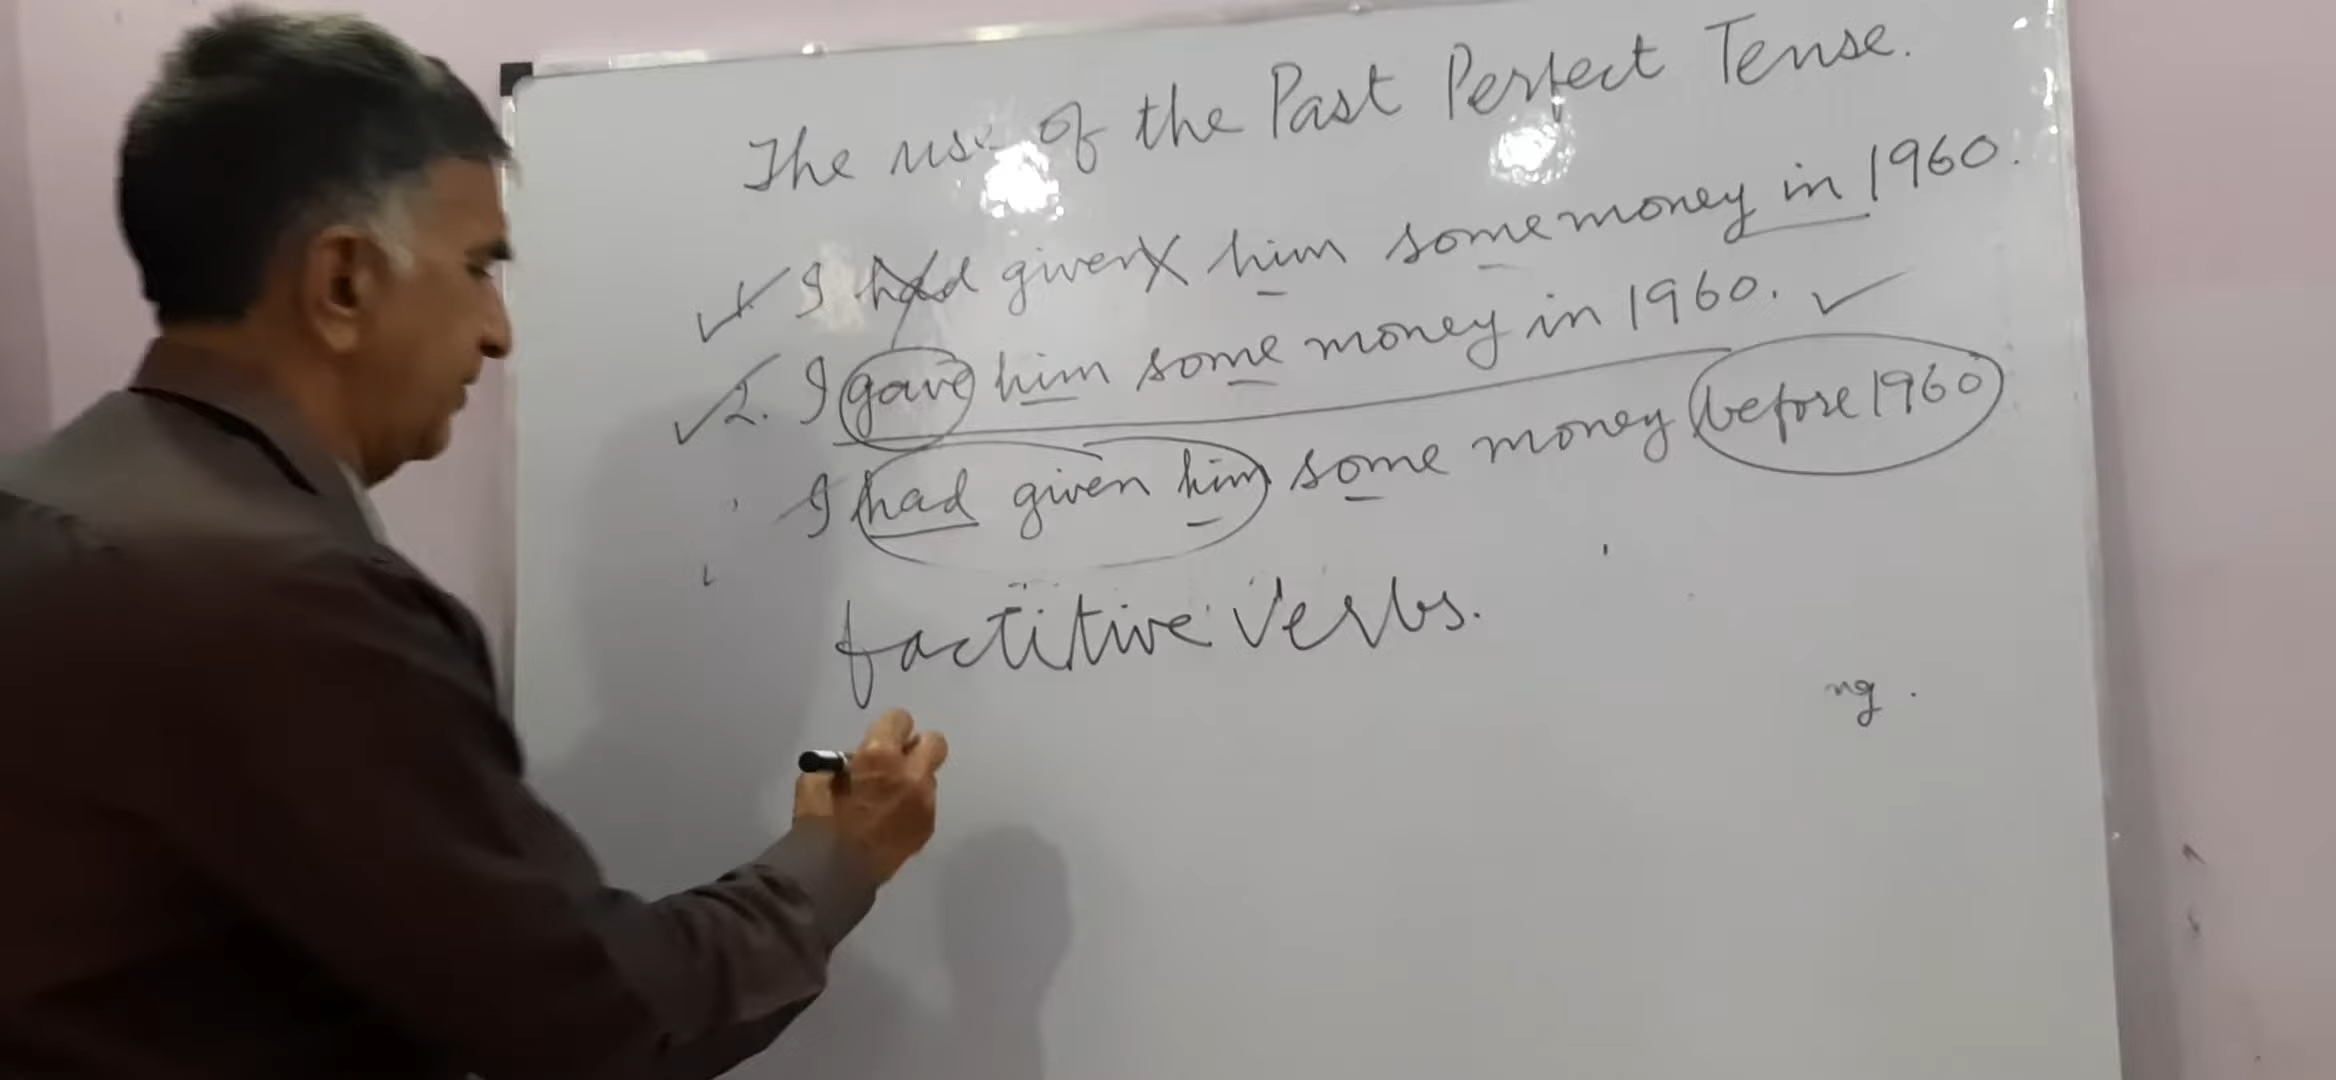 The use of the Past Perfect Tense.
I had given him some money in 1960.
2. I gave him some money in 1960.
I had given him some money before 1960
factitive Verbs.
ng.